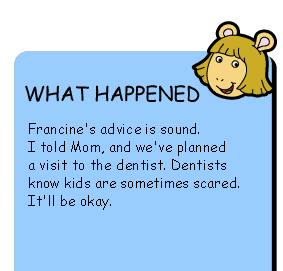 WHAT HAPPENED
Francine's advice is sound.
I told Mom, and we've planned
a visit to the dentist. Dentists
know kids are sometimes scared.
It'll be okay.